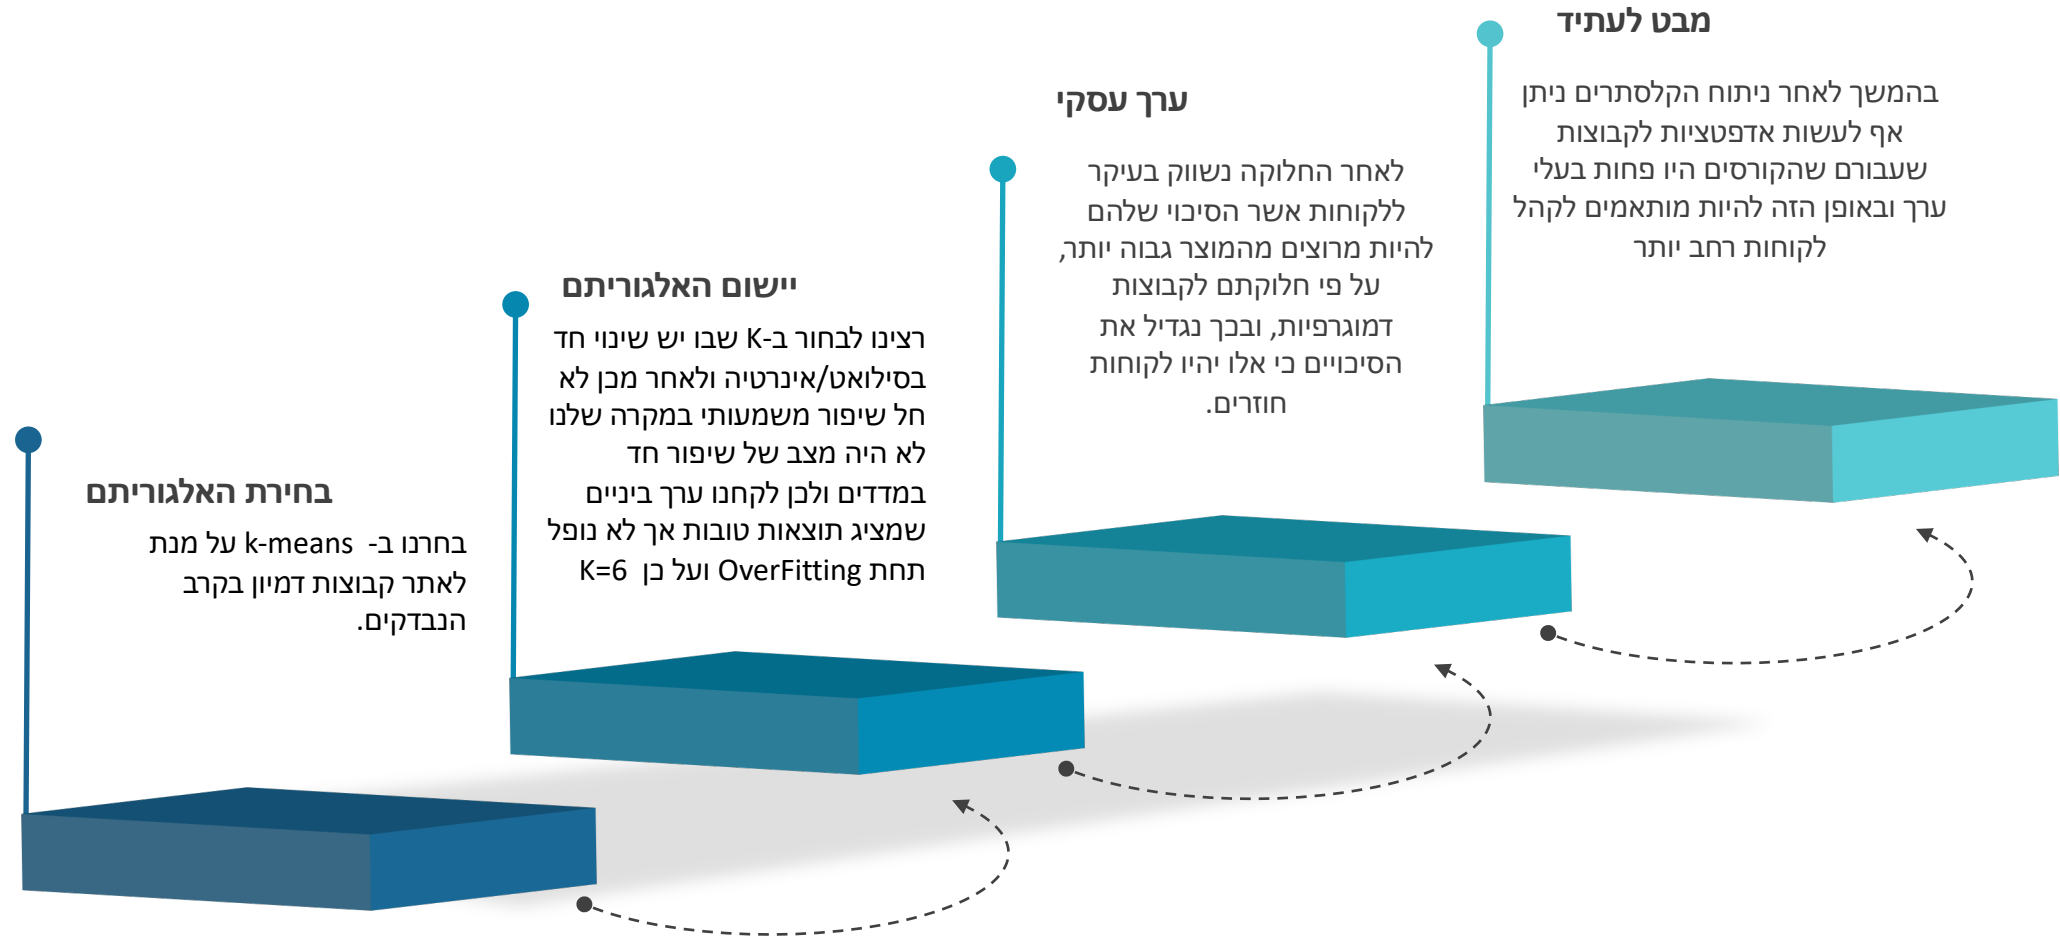 בחירת האלגוריתם
בחרנו ב- k-means על מנת
לאתר קבוצות דמיון בקרב
הנבדקים.
יישום האלגוריתם
רצינו לבחור ב-K שבו יש שינוי חד
בסילואט/אינרטיה ולאחר מכן לא
חל שיפור משמעותי במקרה שלנו
לא היה מצב של שיפור חד
במדדים ולכן לקחנו ערך ביניים
שמציג תוצאות טובות אך לא נופל
תחת OverFitting ועל כן K=6
ערך עסקי
לאחר החלוקה נשווק בעיקר
ללקוחות אשר הסיכוי שלהם
להיות מרוצים מהמוצר גבוה יותר,
על פי חלוקתם לקבוצות
דמוגרפיות, ובכך נגדיל את
הסיכויים כי אלו יהיו לקוחות
חוזרים.
מבט לעתיד
בהמשך לאחר ניתוח הקלסתרים ניתן
אף לעשות אדפטציות לקבוצות
שעבורם שהקורסים היו פחות בעלי
ערך ובאופן הזה להיות מותאמים לקהל
לקוחות רחב יותר